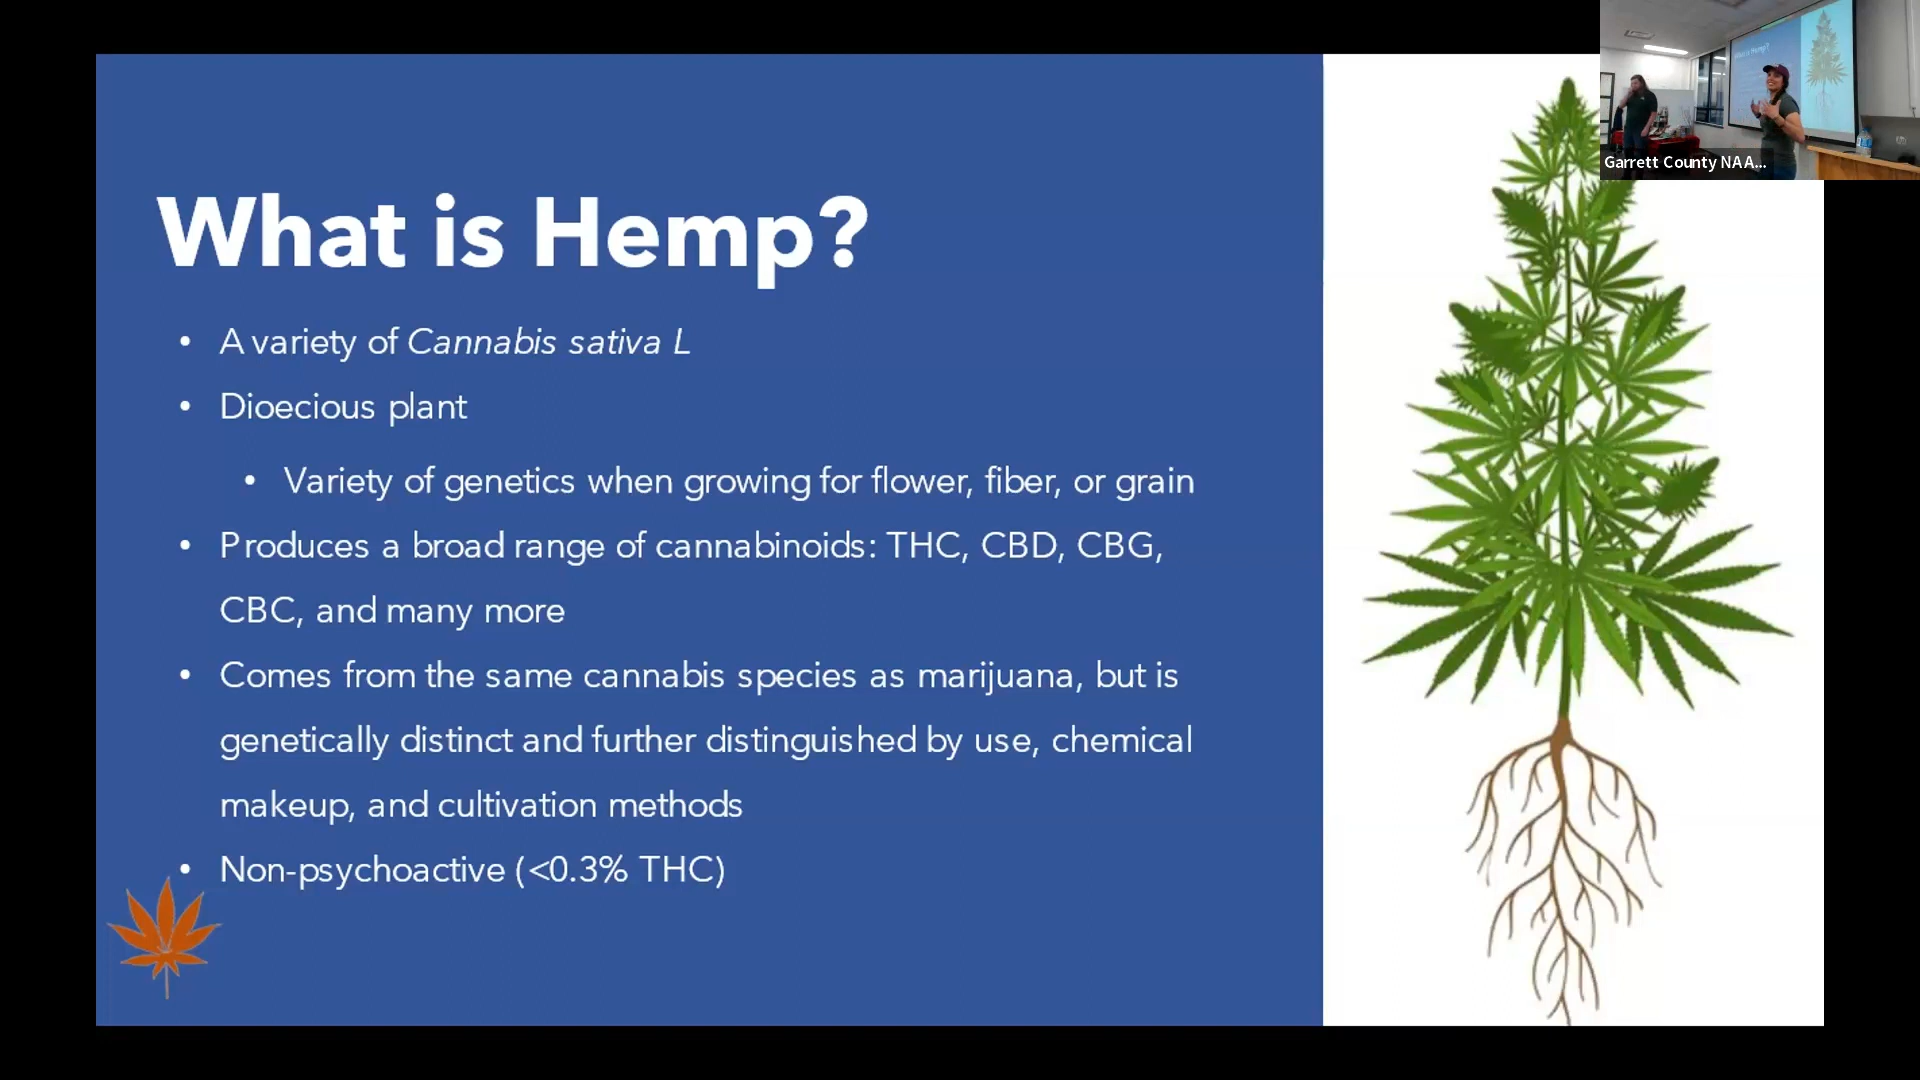 What is Hemp?
• A variety of Cannabis sativa L
• Dioecious plant
• Variety of genetics when growing for flower, fiber, or grain
• Produces a broad range of cannabinoids: THC, CBD, CBG,
CBC, and many more
• Comes from the same cannabis species as marijuana, but is
genetically distinct and further distinguished by use, chemical
makeup, and cultivation methods
• Non-psychoactive (<0.3% THC)
Garrett County NAA...